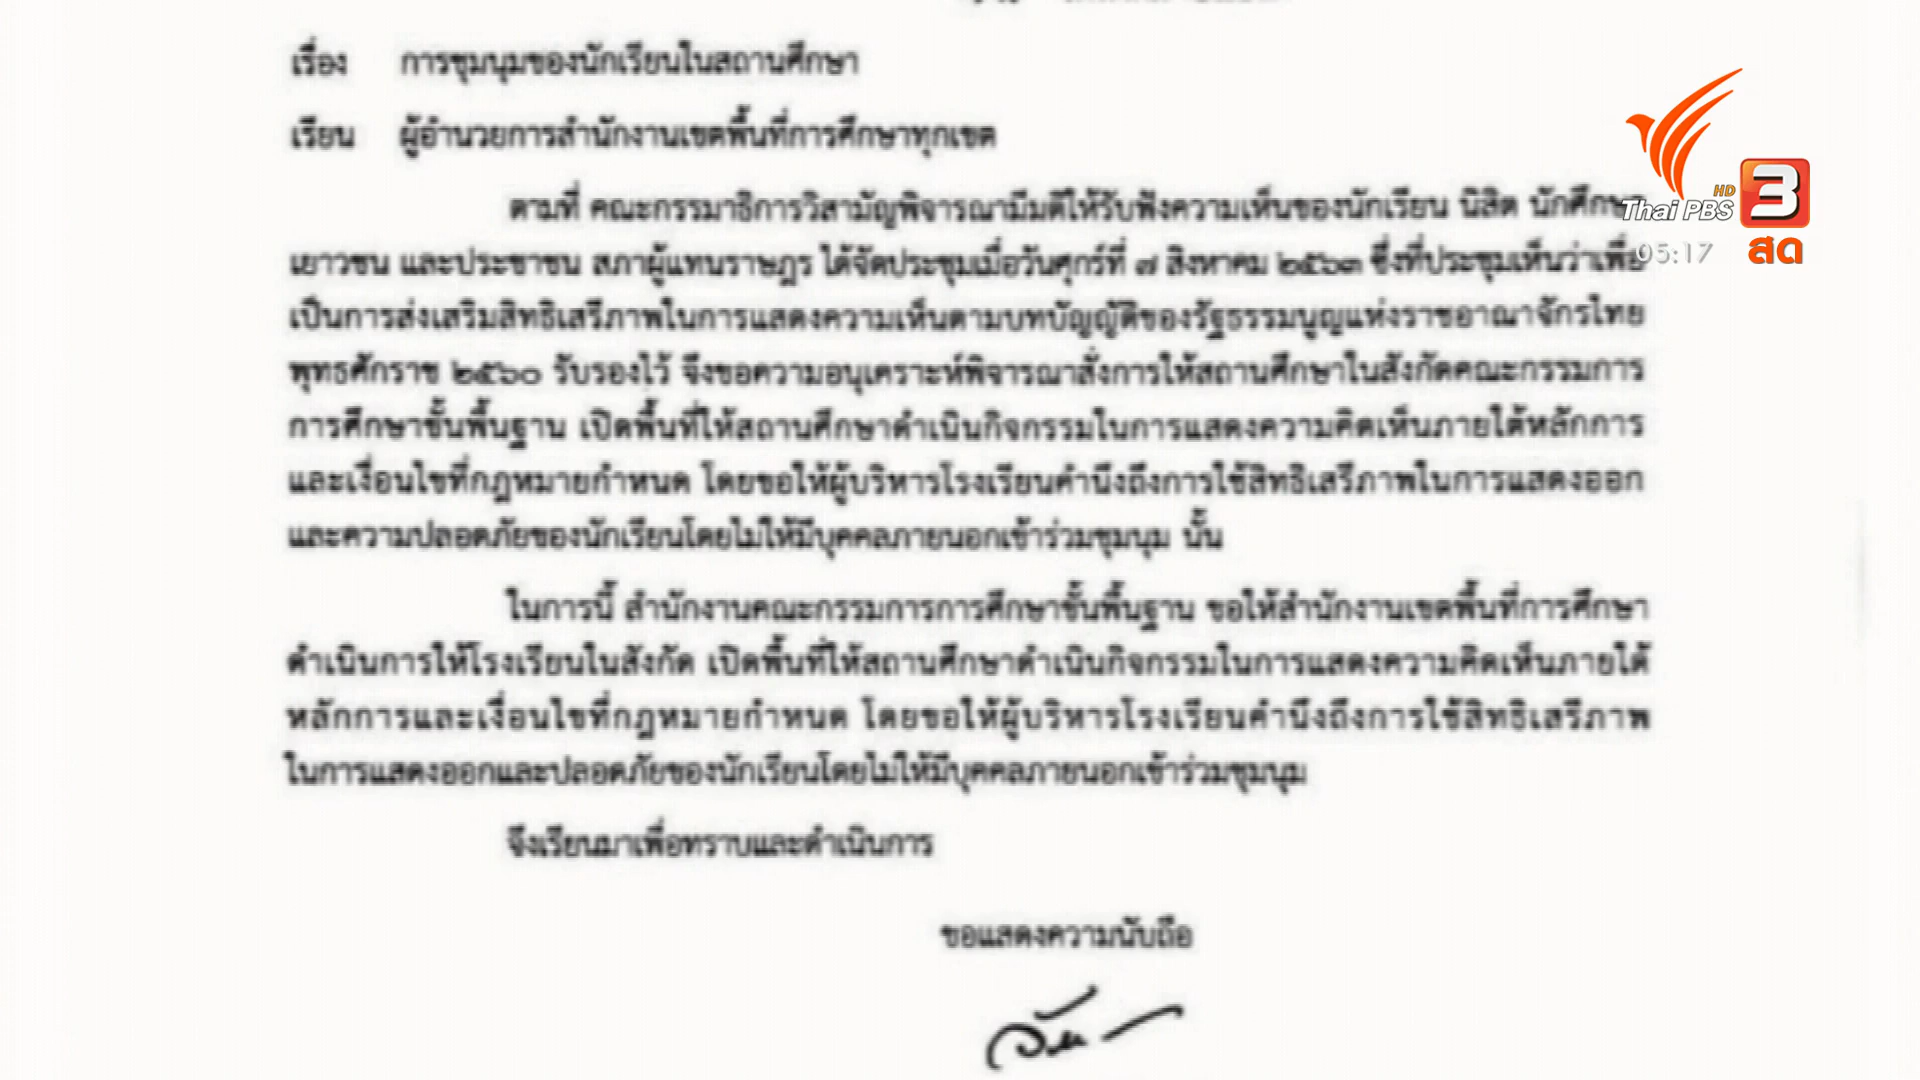 เรื่อง การชุมนุมของนักเรียนในสถานศึกษา
เรียน ผู้อำนวยการสำนักงานเขตพื้นที่การศึกษาทุกเขต
ตามที่ คณะกรรมาธิการวิสามัญพิจารณามีมติให้รับฟังความเห็นของนักเรียน นิสิต นักศึกษา
เยาวชน และประชาชน สภาผู้แทนราษฎร ได้จัดประชุมเมื่อวันศุกร์ที่ ๗ สิงหาคม ๒๕๖๓ ซึ่งที่ประชุมเห็นว่าเพื่อ
เป็นการส่งเสริมสิทธิเสรีภาพในการแสดงความเห็นตามบทบัญญัติของรัฐธรรมนูญแห่งราชอาณาจักรไทย
พุทธศักราช ๒๕๖๐ รับรองไว้ จึงขอความอนุเคราะห์พิจารณาสั่งการให้สถานศึกษาในสังกัดคณะกรรมการ
การศึกษาขั้นพื้นฐาน เปิดพื้นที่ให้สถานศึกษาดำเนินกิจกรรมในการแสดงความคิดเห็นภายใต้หลักการ
และเงื่อนไขที่กฎหมายกำหนด โดยขอให้ผู้บริหารโรงเรียนคำนึงถึงการใช้สิทธิเสรีภาพในการแสดงออก
และความปลอดภัยของนักเรียนโดยไม่ให้มีบุคคลภายนอกเข้าร่วมชุมนุม นั้น
ในการนี้ สำนักงานคณะกรรมการการศึกษาขั้นพื้นฐาน ขอให้สำนักงานเขตพื้นที่การศึกษา
ดำเนินการให้โรงเรียนในสังกัด เปิดพื้นที่ให้สถานศึกษาดำเนินกิจกรรมในการแสดงความคิดเห็นภายใต้
หลักการและเงื่อนไขที่กฎหมายกำหนด โดยขอให้ผู้บริหารโรงเรียนคำนึงถึงการใช้สิทธิเสรีภาพ
ในการแสดงออกและปลอดภัยของนักเรียนโดยไม่ให้มีบุคคลภายนอกเข้าร่วมชุมนุม
จึงเรียนมาเพื่อทราบและดำเนินการ
ขอแสดงความนับถือ
HD
Thai PBS 3
05:17 สด